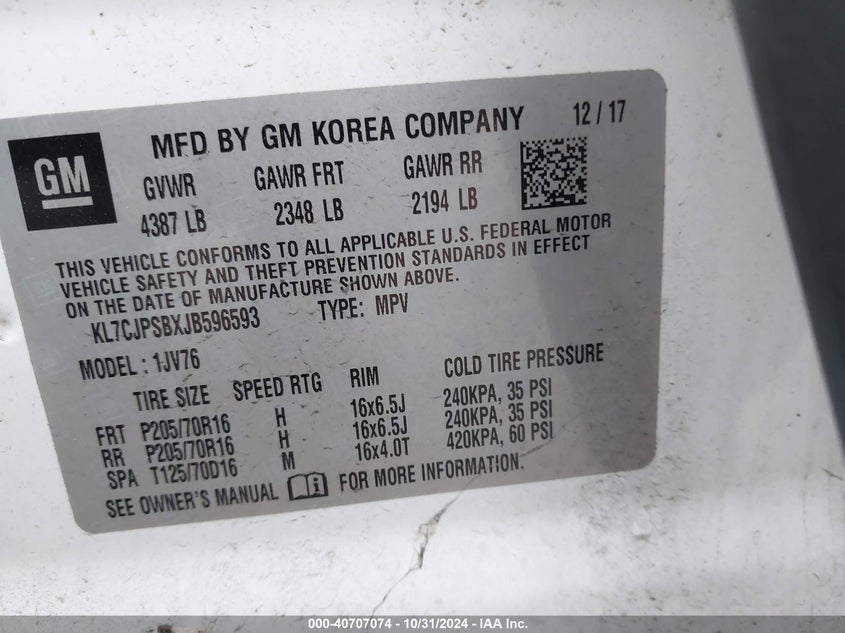 GM
MFD BY GM KOREA COMPANY 12 / 17
GVWR GAWR FRT GAWR RR
4387 LB 2348 LB 2194 LB
THIS VEHICLE CONFORMS TO ALL APPLICABLE U.S. FEDERAL MOTOR
VEHICLE SAFETY AND THEFT PREVENTION STANDARDS IN EFFECT
ON THE DATE OF MANUFACTURE SHOWN ABOVE.
KL7CJPSBXJB596593 TYPE: MPV
MODEL : 1JV76
TIRE SIZE SPEED RTG RIM COLD TIRE PRESSURE
FRT P205/70R16 H 16x6.5J 240KPA, 35 PSI
RR P205/70R16 H 16x6.5J 240KPA, 35 PSI
SPA T125/70D16 M 16x4.0T 420KPA, 60 PSI
SEE OWNER'S MANUAL FOR MORE INFORMATION.
000-40707074 - 10/31/2024 - IAA Inc.